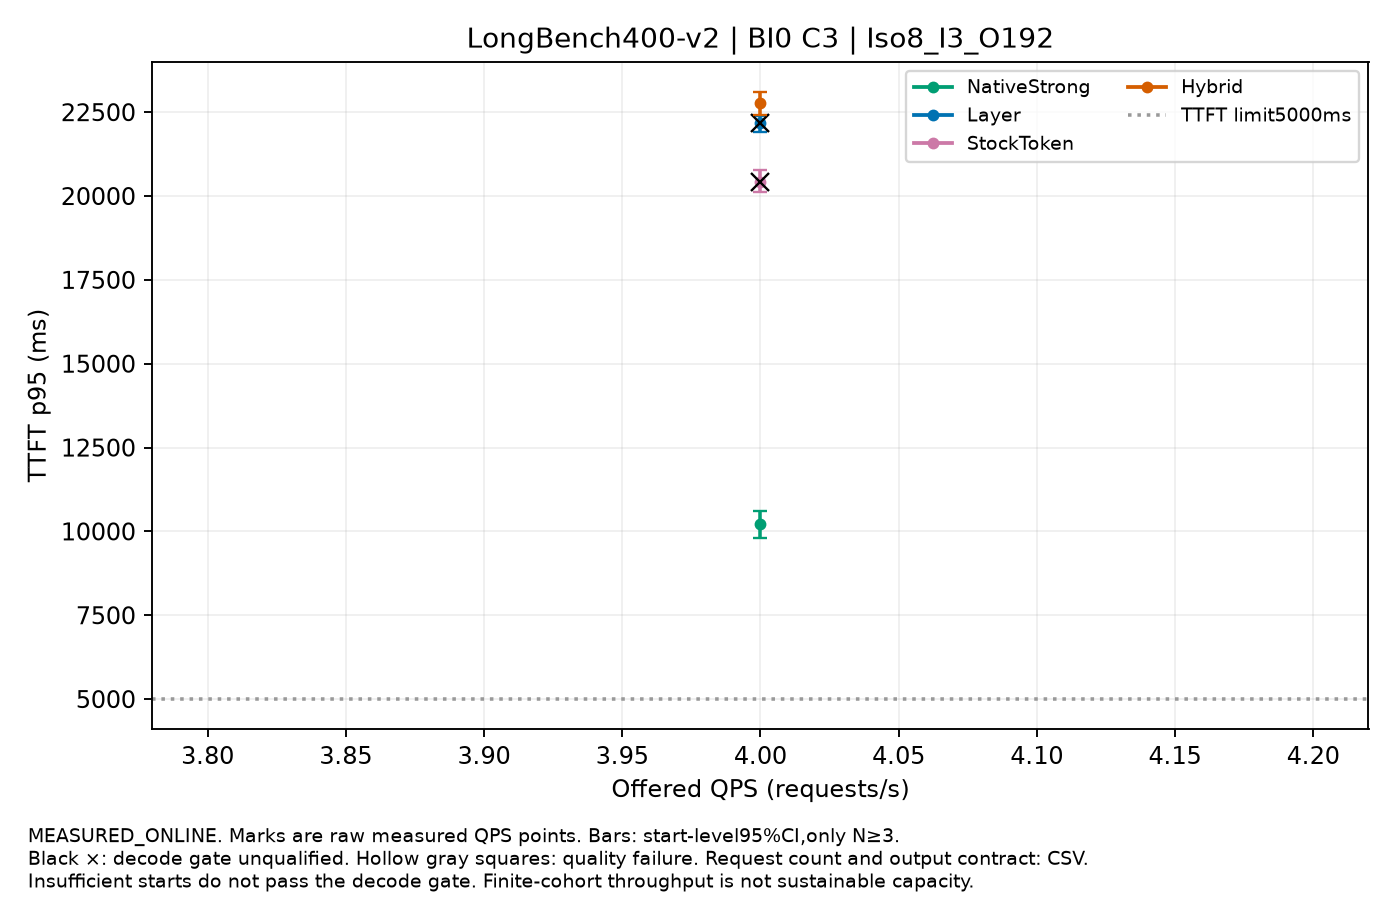 LongBench400-v2 | BI0 C3 | Iso8_I3_O192
NativeStrong
Layer
StockToken
Hybrid
TTFT limit5000ms
TTFT p95 (ms)
22500
20000
17500
15000
12500
10000
7500
5000
3.80 3.85 3.90 3.95 4.00 4.05 4.10 4.15 4.20
Offered QPS (requests/s)
MEASURED_ONLINE. Marks are raw measured QPS points. Bars: start-level95%CI,only N≥3.
Black ×: decode gate unqualified. Hollow gray squares: quality failure. Request count and output contract: CSV.
Insufficient starts do not pass the decode gate. Finite-cohort throughput is not sustainable capacity.